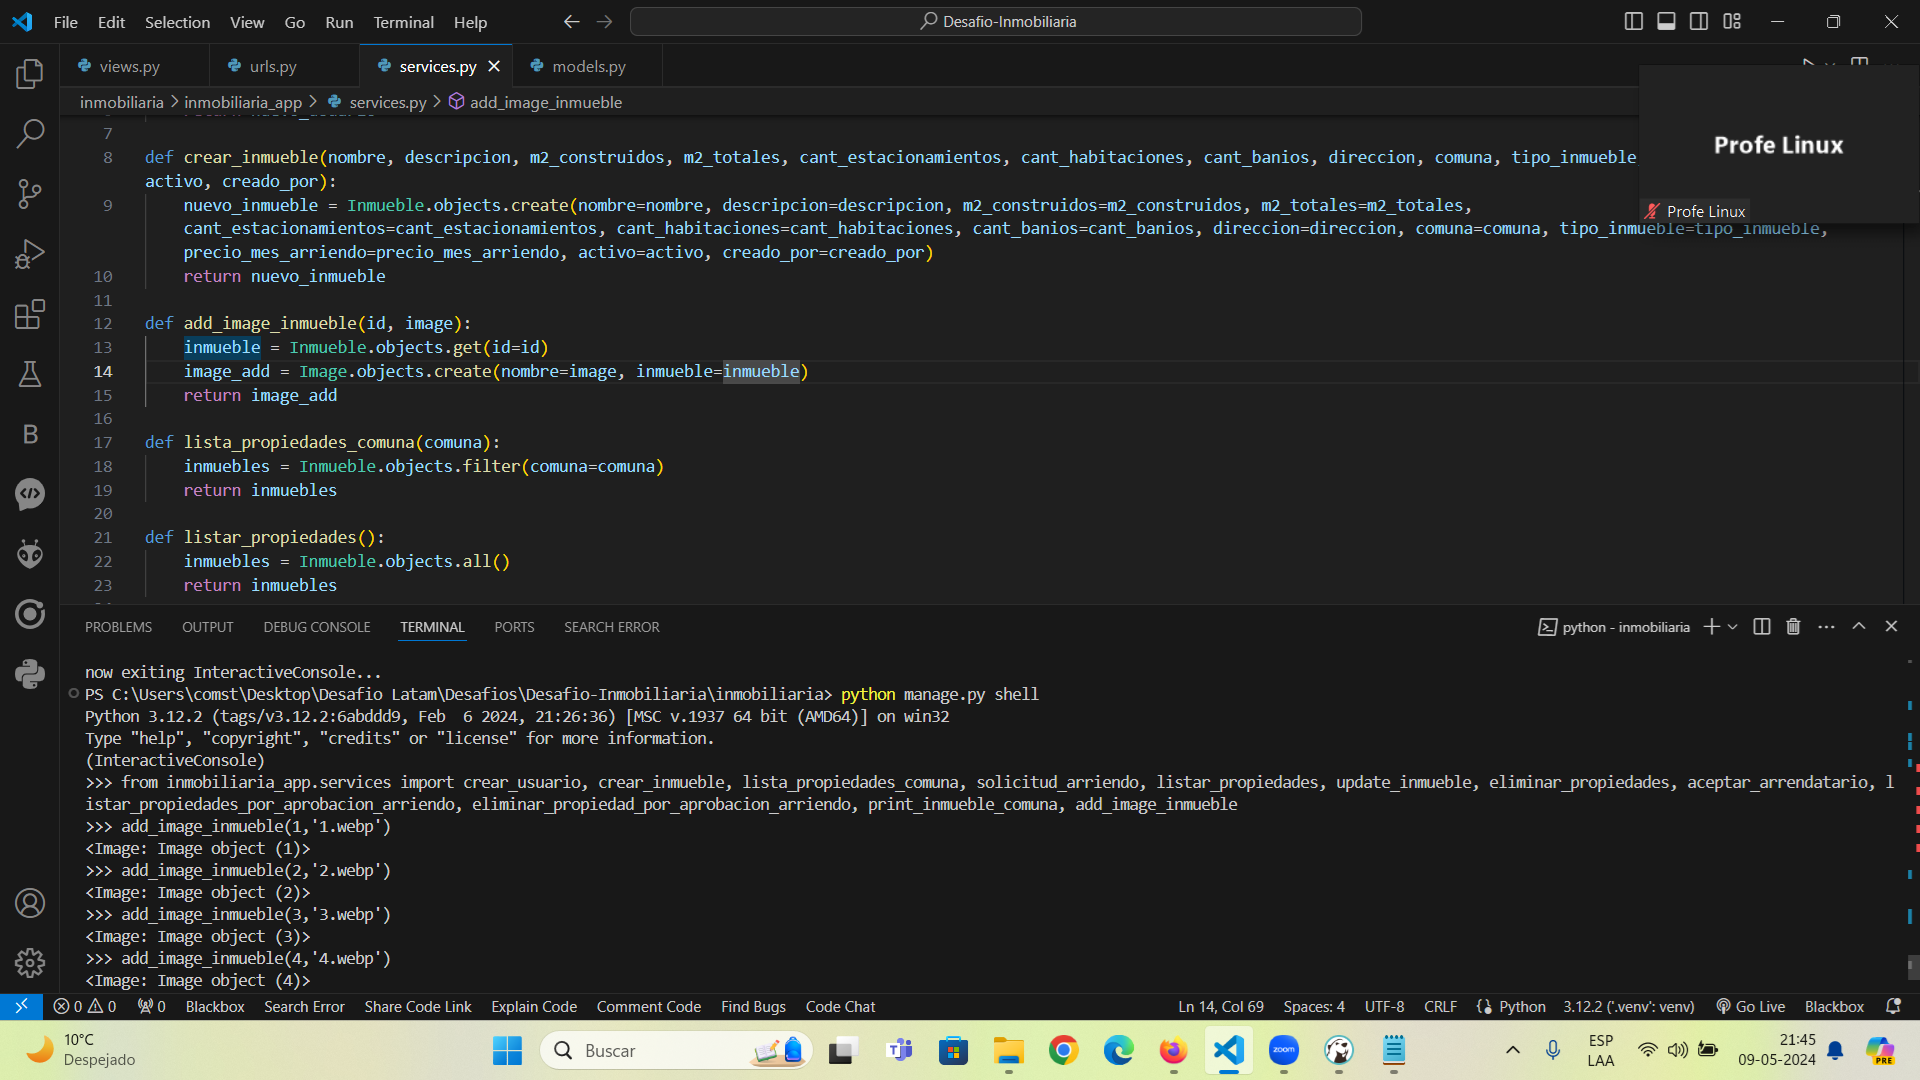 File Edit Selection View Go Run Terminal Help
Desafio-Inmobiliaria
views.py
urls.py
services.py
models.py
inmobiliaria > inmobiliaria_app > services.py > add_image_inmueble
7
8 def crear_inmueble(nombre, descripcion, m2_construidos, m2_totales, cant_estacionamientos, cant_habitaciones, cant_banios, direccion, comuna, tipo_inmueble
activo, creado_por):
9 nuevo_inmueble = Inmueble.objects.create(nombre=nombre, descripcion=descripcion, m2_construidos=m2_construidos, m2_totales=m2_totales,
cant_estacionamientos=cant_estacionamientos, cant_habitaciones=cant_habitaciones, cant_banios=cant_banios, direccion=direccion, comuna=comuna, tipo_inmueble=tipo_inmueble,
precio_mes_arriendo=precio_mes_arriendo, activo=activo, creado_por=creado_por)
10 return nuevo_inmueble
11
12 def add_image_inmueble(id, image):
13 inmueble = Inmueble.objects.get(id=id)
14 image_add = Image.objects.create(nombre=image, inmueble=inmueble)
15 return image_add
16
17 def lista_propiedades_comuna(comuna):
18 inmuebles = Inmueble.objects.filter(comuna=comuna)
19 return inmuebles
20
21 def listar_propiedades():
22 inmuebles = Inmueble.objects.all()
23 return inmuebles
Profe Linux
Profe Linux
PROBLEMS OUTPUT DEBUG CONSOLE TERMINAL PORTS SEARCH ERROR
python - inmobiliaria
now exiting InteractiveConsole...
PS C:\Users\comst\Desktop\Desafio Latam\Desafios\Desafio-Inmobiliaria\inmobiliaria> python manage.py shell
Python 3.12.2 (tags/v3.12.2:6abddd9, Feb  6 2024, 21:26:36) [MSC v.1937 64 bit (AMD64)] on win32
Type "help", "copyright", "credits" or "license" for more information.
(InteractiveConsole)
>>> from inmobiliaria_app.services import crear_usuario, crear_inmueble, lista_propiedades_comuna, solicitud_arriendo, listar_propiedades, update_inmueble, eliminar_propiedades, aceptar_arrendatario, l
istar_propiedades_por_aprobacion_arriendo, eliminar_propiedad_por_aprobacion_arriendo, print_inmueble_comuna, add_image_inmueble
>>> add_image_inmueble(1,'1.webp')
<Image: Image object (1)>
>>> add_image_inmueble(2,'2.webp')
<Image: Image object (2)>
>>> add_image_inmueble(3,'3.webp')
<Image: Image object (3)>
>>> add_image_inmueble(4,'4.webp')
<Image: Image object (4)>
0 0 0 Blackbox Search Error Share Code Link Explain Code Comment Code Find Bugs Code Chat
Ln 14, Col 69 Spaces: 4 UTF-8 CRLF Python 3.12.2 ('.venv': venv) Go Live Blackbox
10°C
Despejado
Buscar
zoom
ESP
LAA
21:45
09-05-2024
PRE